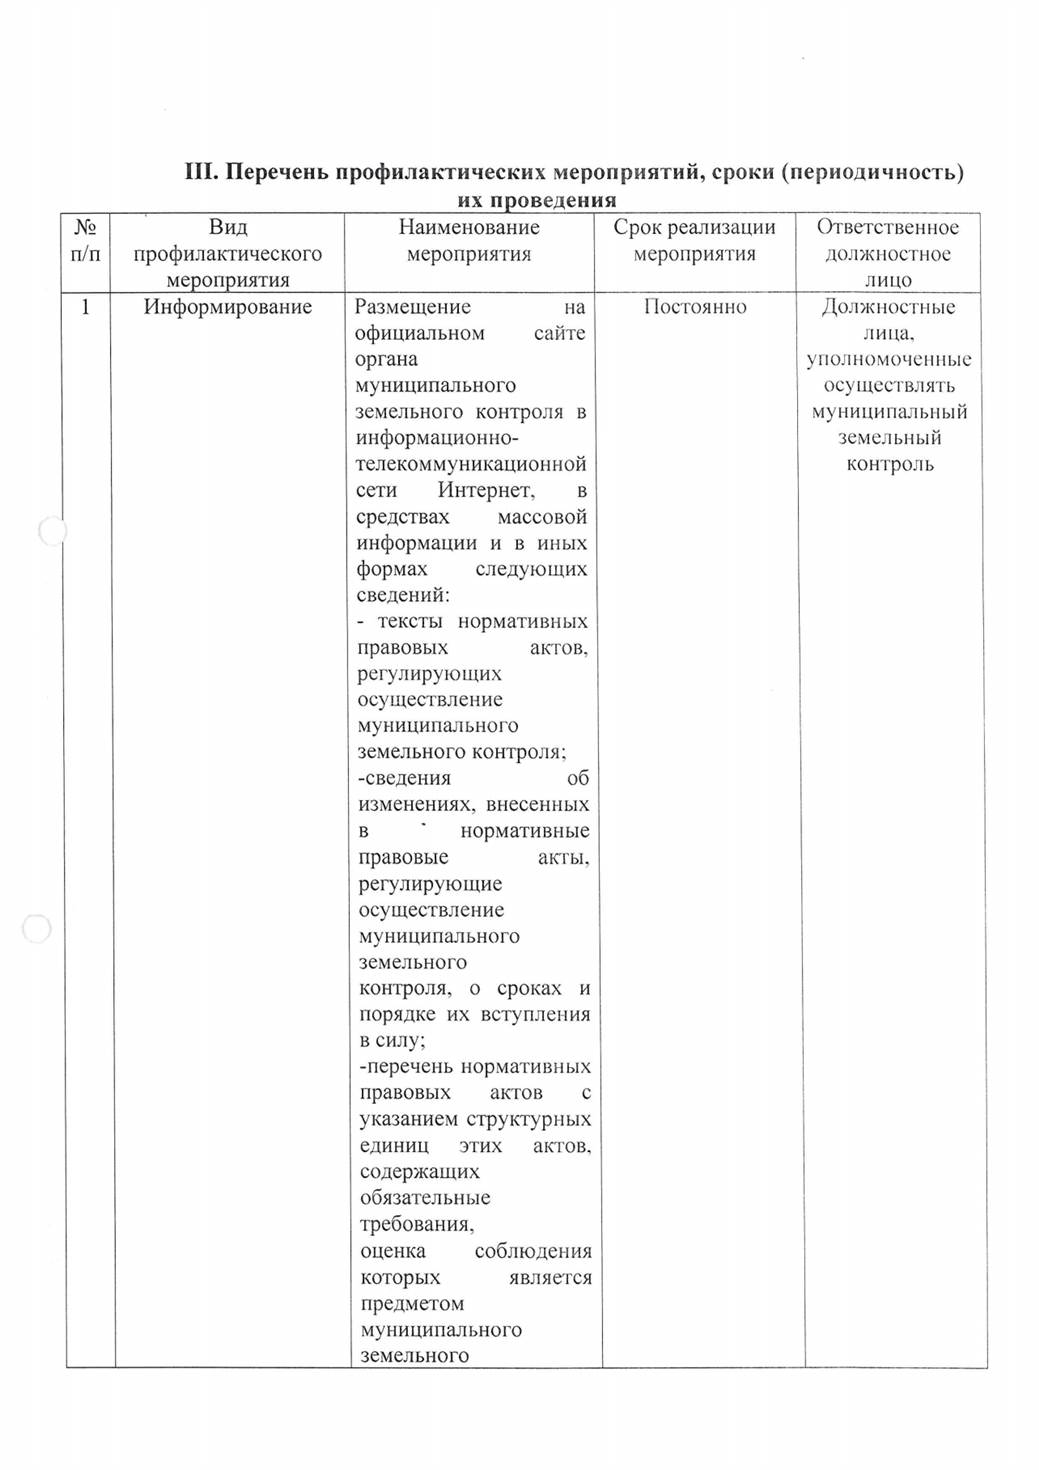 III. Перечень профилактических мероприятий, сроки (периодичность)
их проведения
№
п/п
Вид
профилактического
мероприятия
Наименование
мероприятия
Срок реализации
мероприятия
Ответственное
должностное
лицо
1
Информирование
Размещение на
официальном сайте
органа
муниципального
земельного контроля в
информационно-
телекоммуникационной
сети Интернет, в
средствах массовой
информации и в иных
формах следующих
сведений:
- тексты нормативных
правовых актов,
регулирующих
осуществление
муниципального
земельного контроля;
-сведения об
изменениях, внесенных
в нормативные
правовые акты,
регулирующие
осуществление
муниципального
земельного
контроля, о сроках и
порядке их вступления
в силу;
-перечень нормативных
правовых актов с
указанием структурных
единиц этих актов,
содержащих
обязательные
требования,
оценка соблюдения
которых является
предметом
муниципального
земельного
Постоянно
Должностные
лица,
уполномоченные
осуществлять
муниципальный
земельный
контроль